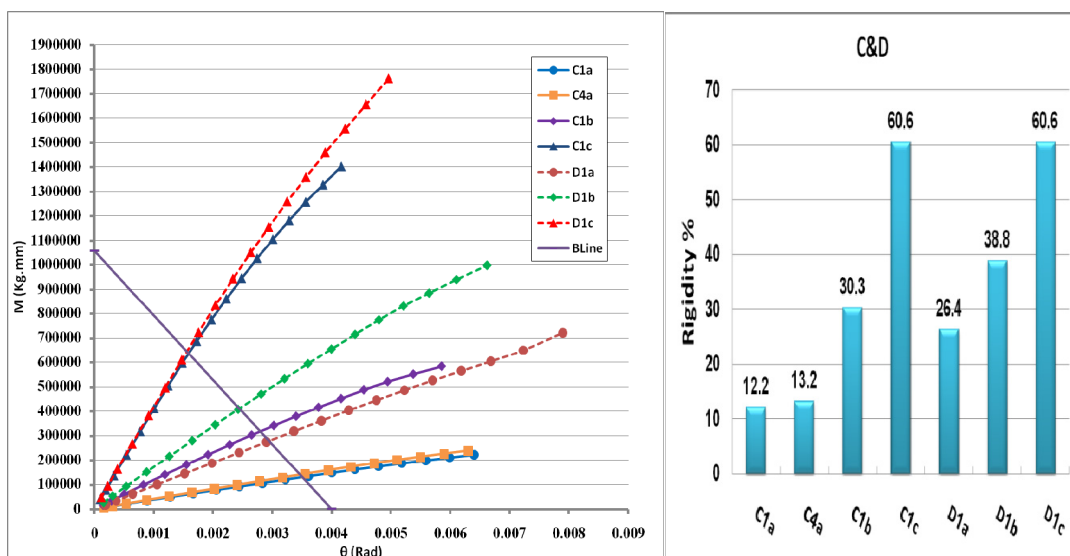 M (Kg.mm)
1900000
1800000
1700000
1600000
1500000
1400000
1300000
1200000
1100000
1000000
900000
800000
700000
600000
500000
400000
300000
200000
100000
0
0
0.001
0.002
0.003
0.004
0.005
0.006
0.007
0.008
0.009
θ (Rad)
C1a
C4a
C1b
C1c
D1a
D1b
D1c
BLine
C&D
Rigidity %
70
60
50
40
30
20
10
0
12.2
13.2
30.3
60.6
26.4
38.8
60.6
C1a
C4a
C1b
C1c
D1a
D1b
D1c